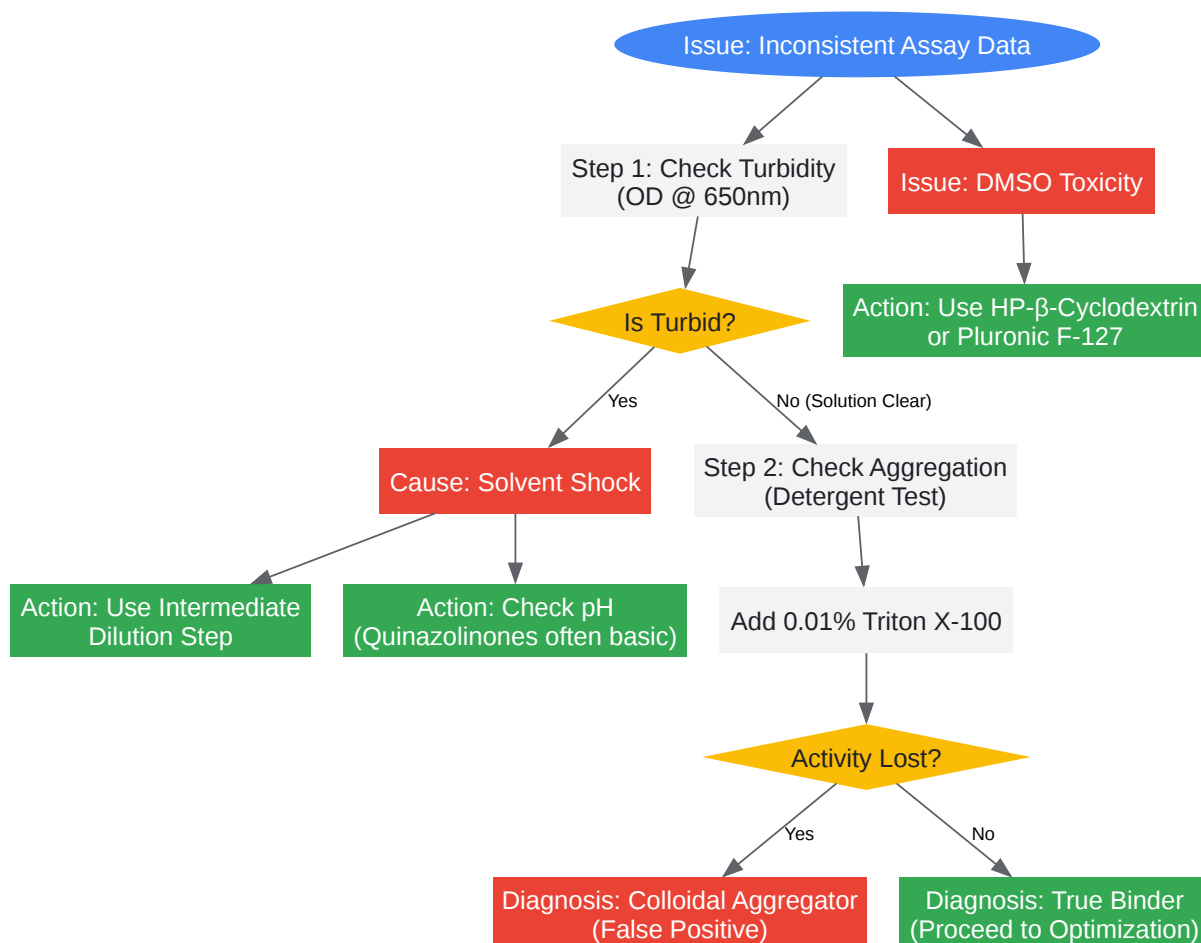 Issue: Inconsistent Assay Data
Step 1: Check Turbidity
(OD @ 650nm)
Issue: DMSO Toxicity
Action: Use HP-β-Cyclodextrin
or Pluronic F-127
Is Turbid?
Yes
No (Solution Clear)
Cause: Solvent Shock
Step 2: Check Aggregation
(Detergent Test)
Action: Use Intermediate
Dilution Step
Action: Check pH
(Quinazolinones often basic)
Add 0.01% Triton X-100
Activity Lost?
Yes
No
Diagnosis: Colloidal Aggregator
(False Positive)
Diagnosis: True Binder
(Proceed to Optimization)